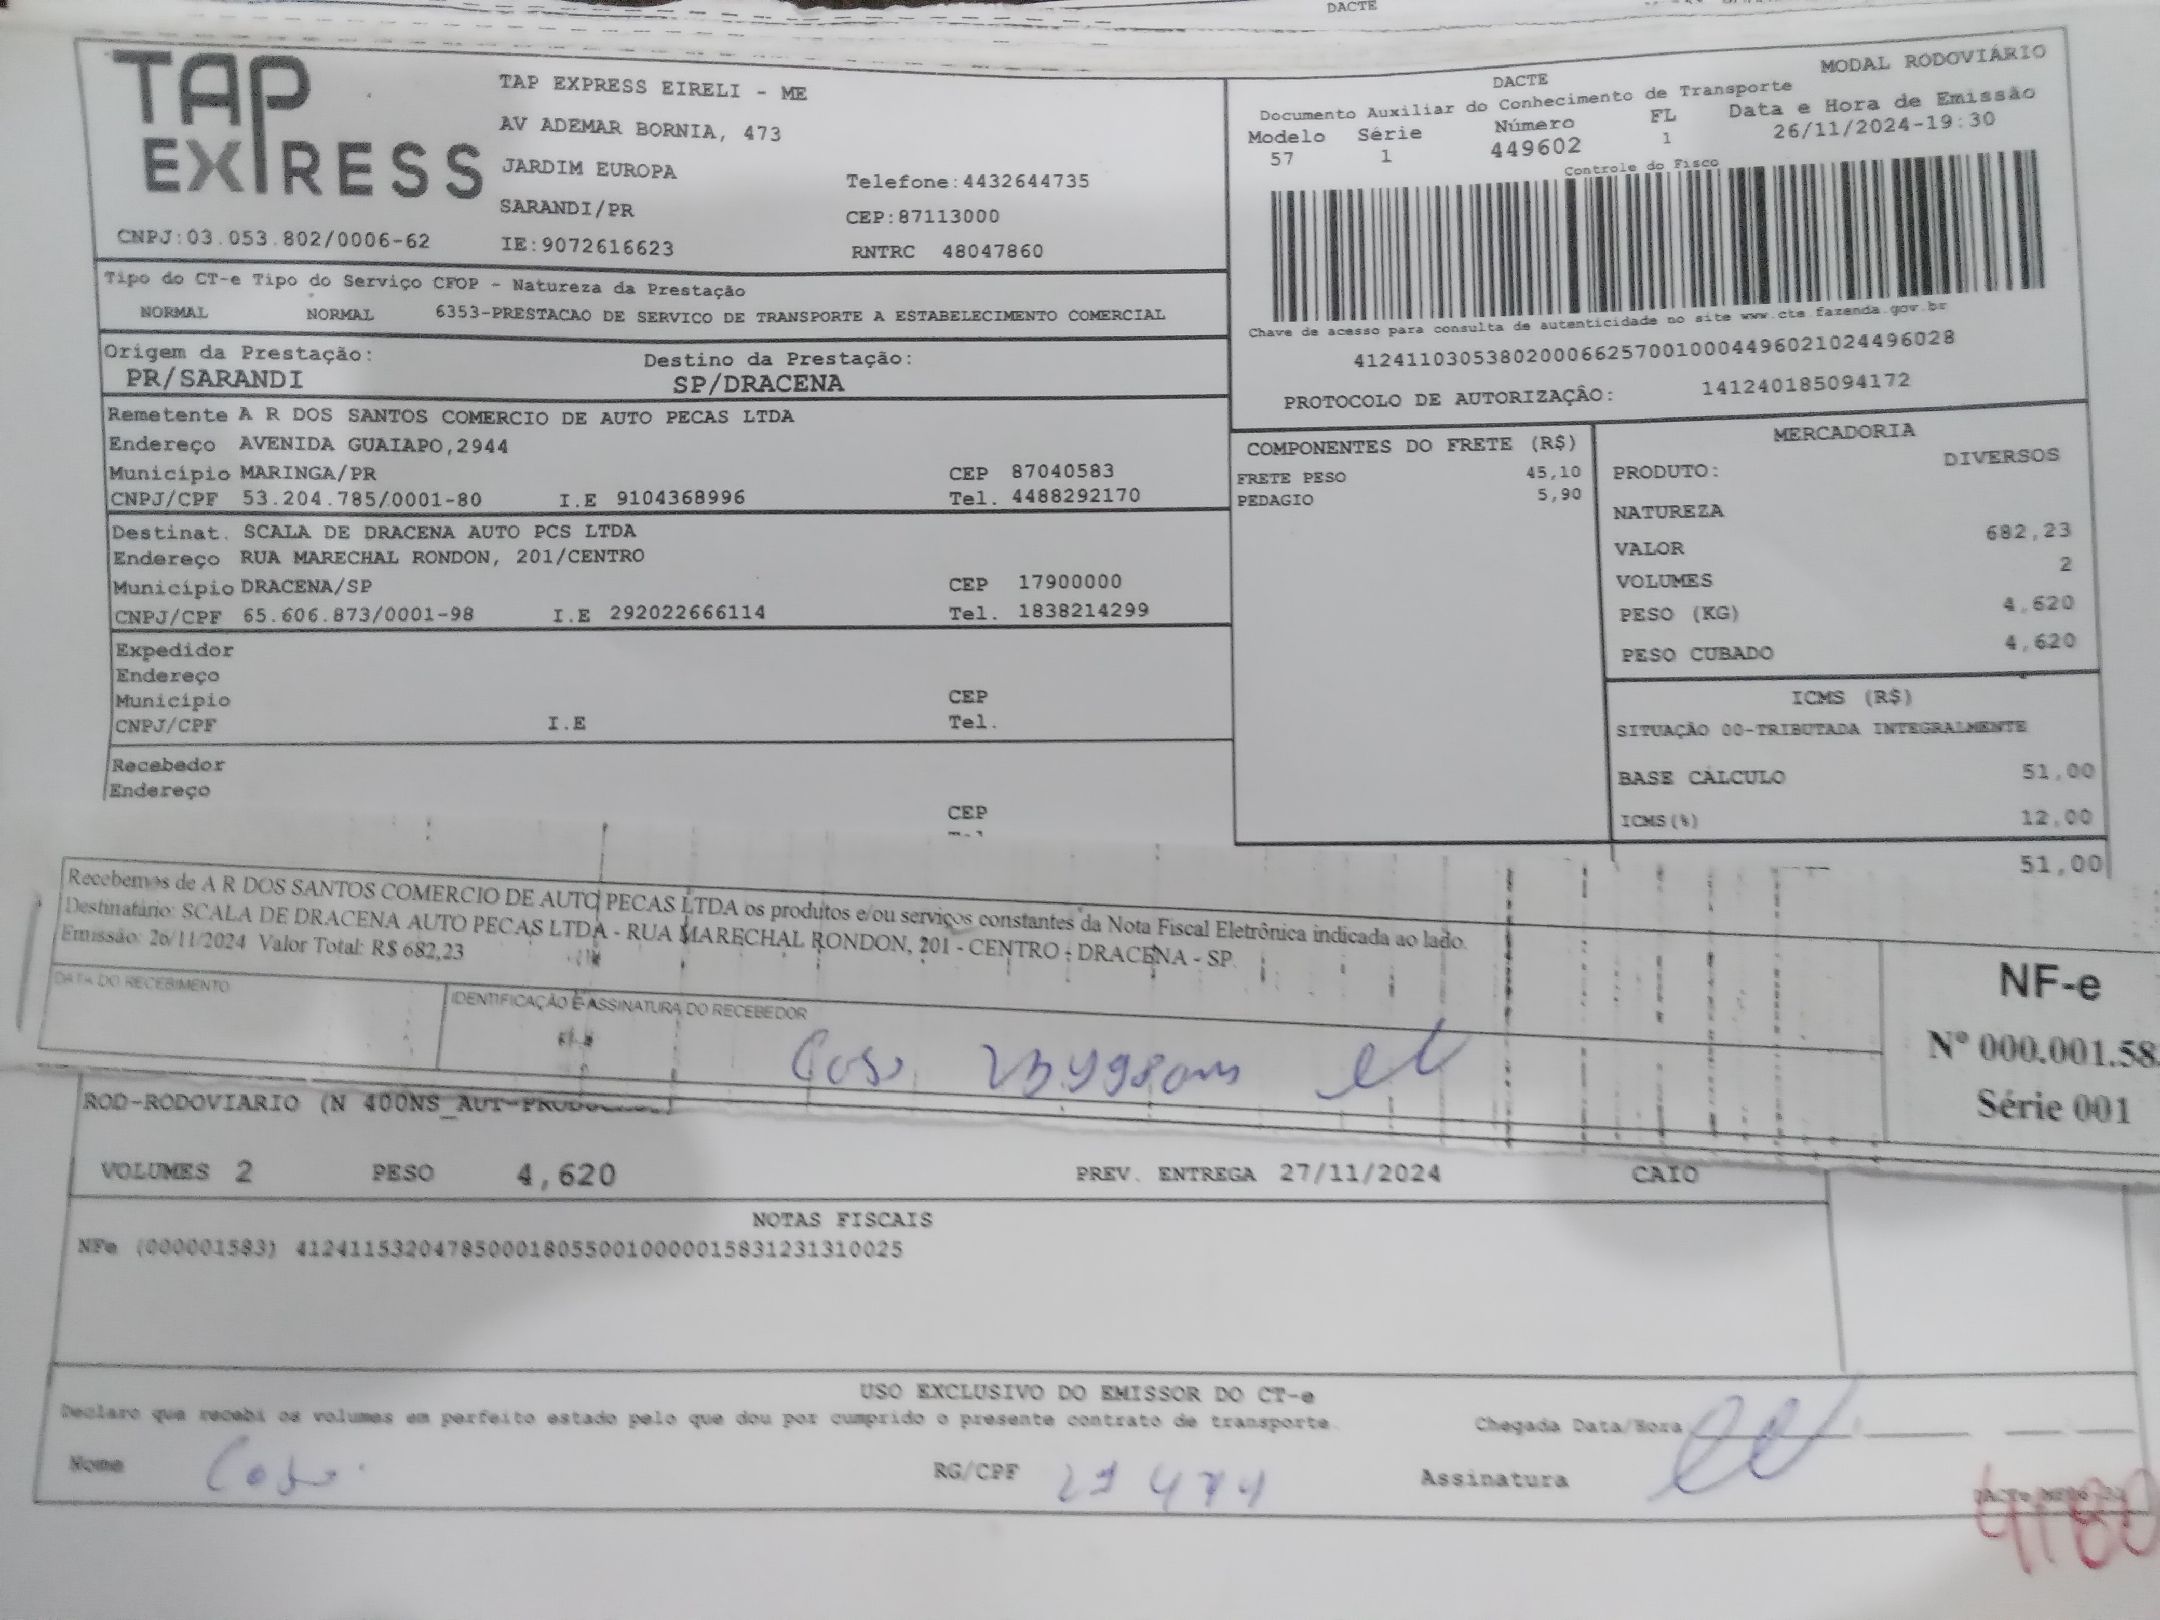 DACTE
TAP EXPRESS
TAP EXPRESS EIRELI - ME
AV ADEMAR BORNIA, 473
JARDIM EUROPA
Telefone:4432644735
SARANDI/PR
CEP:87113000
CNPJ:03.053.802/0006-62
IE:9072616623
RNTRC 48047860
MODAL RODOVIÁRIO
DACTE
Documento Auxiliar do Conhecimento de Transporte
Modelo Série Número FL Data e Hora de Emissão
57 1 449602 1 26/11/2024-19:30
Controle do Fisco
Chave de acesso para consulta de autenticidade no site www.cte.fazenda.gov.br
41241103053802000662570010004496021024496028
PROTOCOLO DE AUTORIZAÇÂO: 141240185094172
Tipo do CT-e Tipo do Serviço CFOP - Natureza da Prestação
NORMAL NORMAL 6353-PRESTACAO DE SERVICO DE TRANSPORTE A ESTABELECIMENTO COMERCIAL
Origem da Prestação: Destino da Prestação:
PR/SARANDI SP/DRACENA
Remetente A R DOS SANTOS COMERCIO DE AUTO PECAS LTDA
Endereço AVENIDA GUAIAPO,2944
Município MARINGA/PR CEP 87040583
CNPJ/CPF 53.204.785/0001-80 I.E 9104368996 Tel. 4488292170
Destinat. SCALA DE DRACENA AUTO PCS LTDA
Endereço RUA MARECHAL RONDON, 201/CENTRO
Município DRACENA/SP CEP 17900000
CNPJ/CPF 65.606.873/0001-98 I.E 292022666114 Tel. 1838214299
Expedidor
Endereço
Município CEP
CNPJ/CPF I.E Tel.
Recebedor
Endereço
CEP
COMPONENTES DO FRETE (R$)
FRETE PESO 45,10
PEDAGIO 5,90
MERCADORIA
PRODUTO: DIVERSOS
NATUREZA
VALOR 682,23
VOLUMES 2
PESO (KG) 4,620
PESO CUBADO 4,620
ICMS (R$)
SITUAÇÃO 00-TRIBUTADA INTEGRALMENTE
BASE CÁLCULO 51,00
ICMS(%) 12,00
51,00
Recebemos de A R DOS SANTOS COMERCIO DE AUTO PECAS LTDA os produtos e/ou serviços constantes da Nota Fiscal Eletrônica indicada ao lado.
Destinatário: SCALA DE DRACENA AUTO PECAS LTDA - RUA MARECHAL RONDON, 201 - CENTRO - DRACENA - SP.
Emissão: 26/11/2024 Valor Total: R$ 682,23
DATA DO RECEBIMENTO
IDENTIFICAÇÃO E ASSINATURA DO RECEBEDOR
NF-e
Nº 000.001.58
Série 001
ROD-RODOVIARIO (N 400NS_AUT-
VOLUMES 2 PESO 4,620 PREV. ENTREGA 27/11/2024 CAIO
NOTAS FISCAIS
NFe (000001583) 41241153204785000180550010000015831231310025
USO EXCLUSIVO DO EMISSOR DO CT-e
Declaro que recebi os volumes em perfeito estado pelo que dou por cumprido o presente contrato de transporte.
Chegada Data/Hora
Nome RG/CPF Assinatura